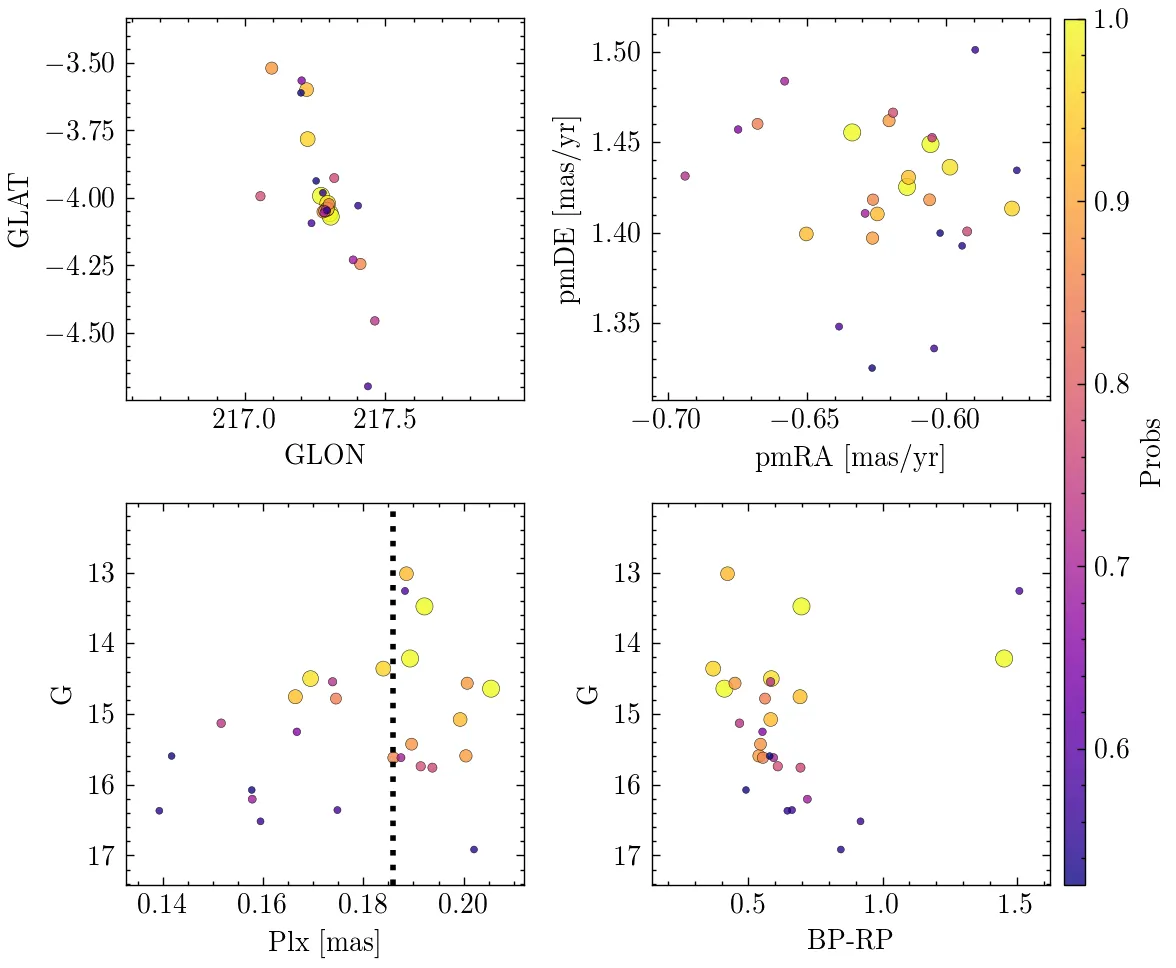 −3.50
−3.75
−4.00
−4.25
−4.50
GLAT
217.0 217.5
GLON
1.50
1.45
1.40
1.35
pmDE [mas/yr]
−0.70 −0.65 −0.60
pmRA [mas/yr]
13
14
15
16
17
G
0.14 0.16 0.18 0.20
Plx [mas]
13
14
15
16
17
G
0.5 1.0 1.5
BP-RP
1.0
0.9
0.8
0.7
0.6
Probs